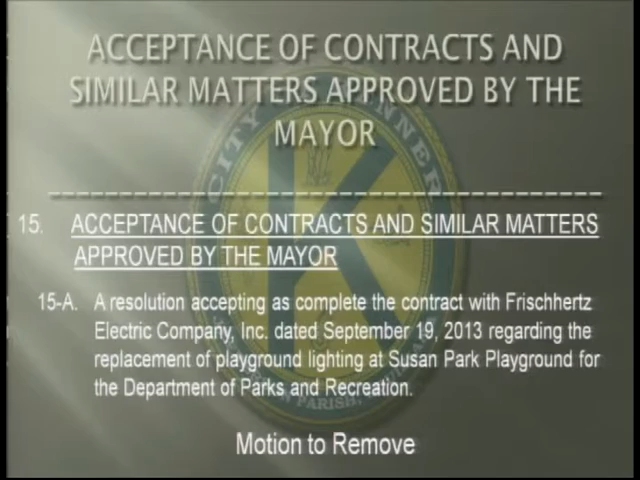 ACCEPTANCE OF CONTRACTS AND
SIMILAR MATTERS APPROVED BY THE
MAYOR
15. ACCEPTANCE OF CONTRACTS AND SIMILAR MATTERS
APPROVED BY THE MAYOR
15-A. A resolution accepting as complete the contract with Frischhertz
Electric Company, Inc. dated September 19, 2013 regarding the
replacement of playground lighting at Susan Park Playground for
the Department of Parks and Recreation.
Motion to Remove
CITY
KENNER
PARISH